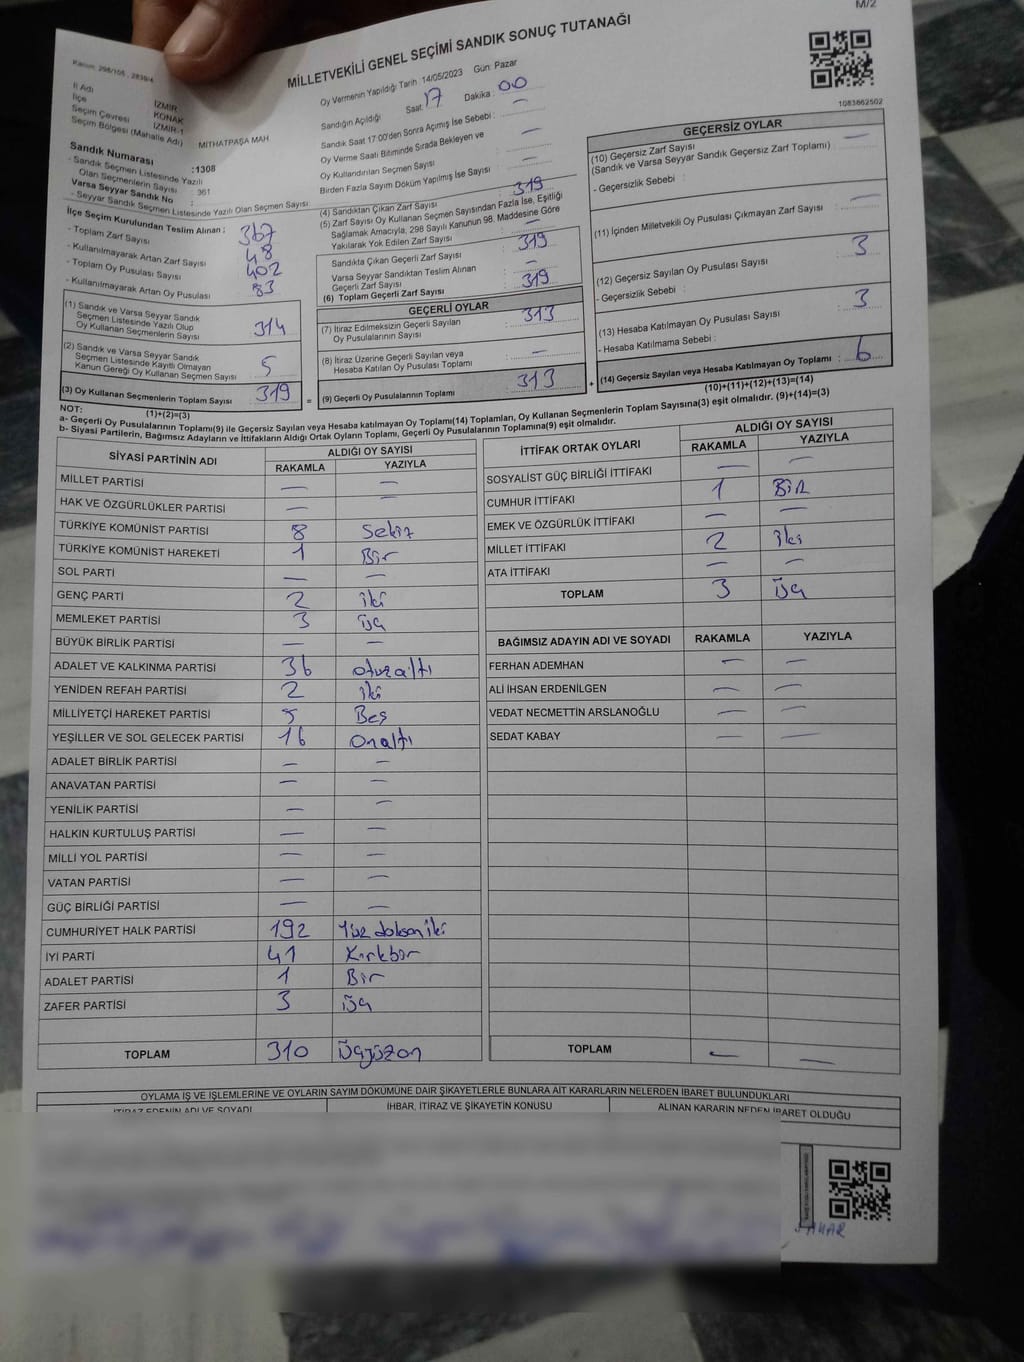 M/2
MİLLETVEKİLİ GENEL SEÇİMİ SANDIK SONUÇ TUTANAĞI
Kanun: 298/105 , 2839/4
İl Adı İZMİR
İlçe KONAK
Seçim Çevresi İZMİR-1
Seçim Bölgesi (Mahalle Adı) MITHATPAŞA MAH
Sandık Numarası :1308
- Sandık Seçmen Listesinde Yazılı
Olan Seçmenlerin Sayısı : 361
Varsa Seyyar Sandık No :
- Seyyar Sandık Seçmen Listesinde Yazılı Olan Seçmen Sayısı:
Oy Vermenin Yapıldığı Tarih :14/05/2023 Gün: Pazar
Sandığın Açıldığı Saat: 17 Dakika : 00
Sandık Saat 17:00'den Sonra Açımış İse Sebebi : —
Oy Verme Saati Bitiminde Sırada Bekleyen ve
Oy Kullandırılan Seçmen Sayısı : —
Birden Fazla Sayım Döküm Yapılmış İse Sayısı : —
1083862502
İlçe Seçim Kurulundan Teslim Alınan ;
- Toplam Zarf Sayısı : 367
- Kullanılmayarak Artan Zarf Sayısı : 48
- Toplam Oy Pusulası Sayısı : 402
- Kullanılmayarak Artan Oy Pusulası : 83
(1) Sandık ve Varsa Seyyar Sandık
Seçmen Listesinde Yazılı Olup
Oy Kullanan Seçmenlerin Sayısı : 314
(2) Sandık ve Varsa Seyyar Sandık
Seçmen Listesinde Kayıtlı Olmayan
Kanun Gereği Oy Kullanan Seçmen Sayısı : 5
(3) Oy Kullanan Seçmenlerin Toplam Sayısı : 319
(1)+(2)=(3)
(4) Sandıktan Çıkan Zarf Sayısı : 319
(5) Zarf Sayısı Oy Kullanan Seçmen Sayısından Fazla İse, Eşitliği
Sağlamak Amacıyla, 298 Sayılı Kanunun 98. Maddesine Göre
Yakılarak Yok Edilen Zarf Sayısı : —
Sandıkta Çıkan Geçerli Zarf Sayısı : 319
Varsa Seyyar Sandıktan Teslim Alınan
Geçerli Zarf Sayısı : —
(6) Toplam Geçerli Zarf Sayısı : 319
GEÇERLİ OYLAR
(7) İtiraz Edilmeksizin Geçerli Sayılan
Oy Pusulalarının Sayısı : 313
(8) İtiraz Üzerine Geçerli Sayılan veya
Hesaba Katılan Oy Pusulası Toplamı : —
= (9) Geçerli Oy Pusulalarının Toplamı : 313
GEÇERSİZ OYLAR
(10) Geçersiz Zarf Sayısı
(Sandık ve Varsa Seyyar Sandık Geçersiz Zarf Toplamı) : —
- Geçersizlik Sebebi :
(11) İçinden Milletvekili Oy Pusulası Çıkmayan Zarf Sayısı : —
(12) Geçersiz Sayılan Oy Pusulası Sayısı : 3
- Geçersizlik Sebebi :
(13) Hesaba Katılmayan Oy Pusulası Sayısı : 3
- Hesaba Katılmama Sebebi :
+ (14) Geçersiz Sayılan veya Hesaba Katılmayan Oy Toplamı : 6
(10)+(11)+(12)+(13)=(14)
NOT:
a- Geçerli Oy Pusulalarının Toplamı(9) ile Geçersiz Sayılan veya Hesaba katılmayan Oy Toplamı(14) Toplamları, Oy Kullanan Seçmenlerin Toplam Sayısına(3) eşit olmalıdır. (9)+(14)=(3)
b- Siyasi Partilerin, Bağımsız Adayların ve İttifakların Aldığı Ortak Oyların Toplamı, Geçerli Oy Pusulalarının Toplamına(9) eşit olmalıdır.
SİYASİ PARTİNİN ADI ALDIĞI OY SAYISI
RAKAMLA YAZIYLA
MİLLET PARTİSİ — —
HAK VE ÖZGÜRLÜKLER PARTİSİ — —
TÜRKİYE KOMÜNİST PARTİSİ 8 Sekiz
TÜRKİYE KOMÜNİST HAREKETİ 1 Bir
SOL PARTİ — —
GENÇ PARTİ 2 iki
MEMLEKET PARTİSİ 3 üç
BÜYÜK BİRLİK PARTİSİ — —
ADALET VE KALKINMA PARTİSİ 36 otuzaltı
YENİDEN REFAH PARTİSİ 2 iki
MİLLİYETÇİ HAREKET PARTİSİ 5 Beş
YEŞİLLER VE SOL GELECEK PARTİSİ 16 Onaltı
ADALET BİRLİK PARTİSİ — —
ANAVATAN PARTİSİ — —
YENİLİK PARTİSİ — —
HALKIN KURTULUŞ PARTİSİ — —
MİLLİ YOL PARTİSİ — —
VATAN PARTİSİ — —
GÜÇ BİRLİĞİ PARTİSİ — —
CUMHURİYET HALK PARTİSİ 192 Yüz doksan iki
İYİ PARTİ 41 Kırkbir
ADALET PARTİSİ 1 Bir
ZAFER PARTİSİ 3 üç
TOPLAM 310 Üçyüzon
İTTİFAK ORTAK OYLARI ALDIĞI OY SAYISI
RAKAMLA YAZIYLA
SOSYALİST GÜÇ BİRLİĞİ İTTİFAKI — —
CUMHUR İTTİFAKI 1 BİR
EMEK VE ÖZGÜRLÜK İTTİFAKI — —
MİLLET İTTİFAKI 2 iki
ATA İTTİFAKI — —
TOPLAM 3 üç
BAĞIMSIZ ADAYIN ADI VE SOYADI RAKAMLA YAZIYLA
FERHAN ADEMHAN — —
ALİ İHSAN ERDENİLGEN — —
VEDAT NECMETTİN ARSLANOĞLU — —
SEDAT KABAY — —
TOPLAM — —
OYLAMA İŞ VE İŞLEMLERİNE VE OYLARIN SAYIM DÖKÜMÜNE DAİR ŞİKAYETLERLE BUNLARA AİT KARARLARIN NELERDEN İBARET BULUNDUKLARI
İTİRAZ EDENİN ADI VE SOYADI İHBAR, İTİRAZ VE ŞİKAYETİN KONUSU ALINAN KARARIN NEDEN İBARET OLDUĞU